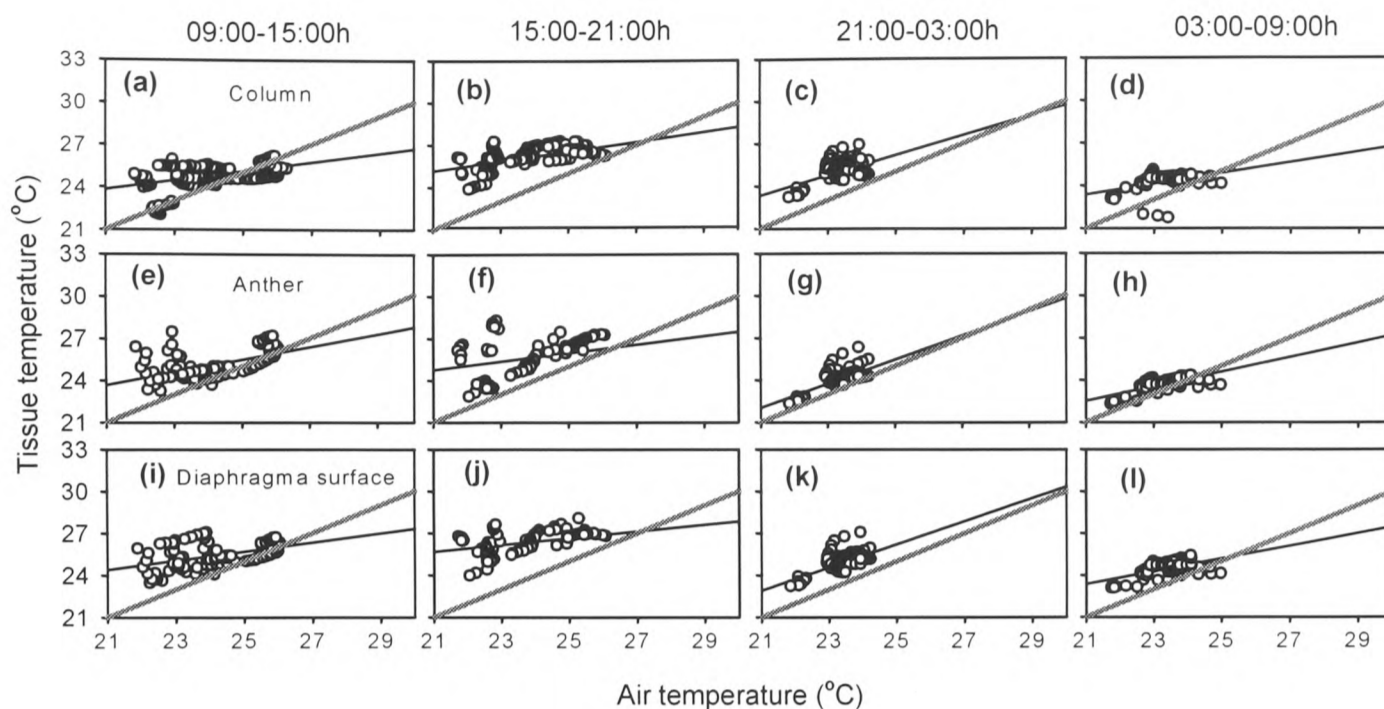 09:00-15:00h 15:00-21:00h 21:00-03:00h 03:00-09:00h
33 (a) Column (b) (c) (d)
30
27
24
21
33 (e) Anther (f) (g) (h)
30
27
24
21
33 (i) Diaphragma surface (j) (k) (l)
30
27
24
21
21 23 25 27 29 21 23 25 27 29 21 23 25 27 29 21 23 25 27 29
Tissue temperature (°C)
Air temperature (°C)